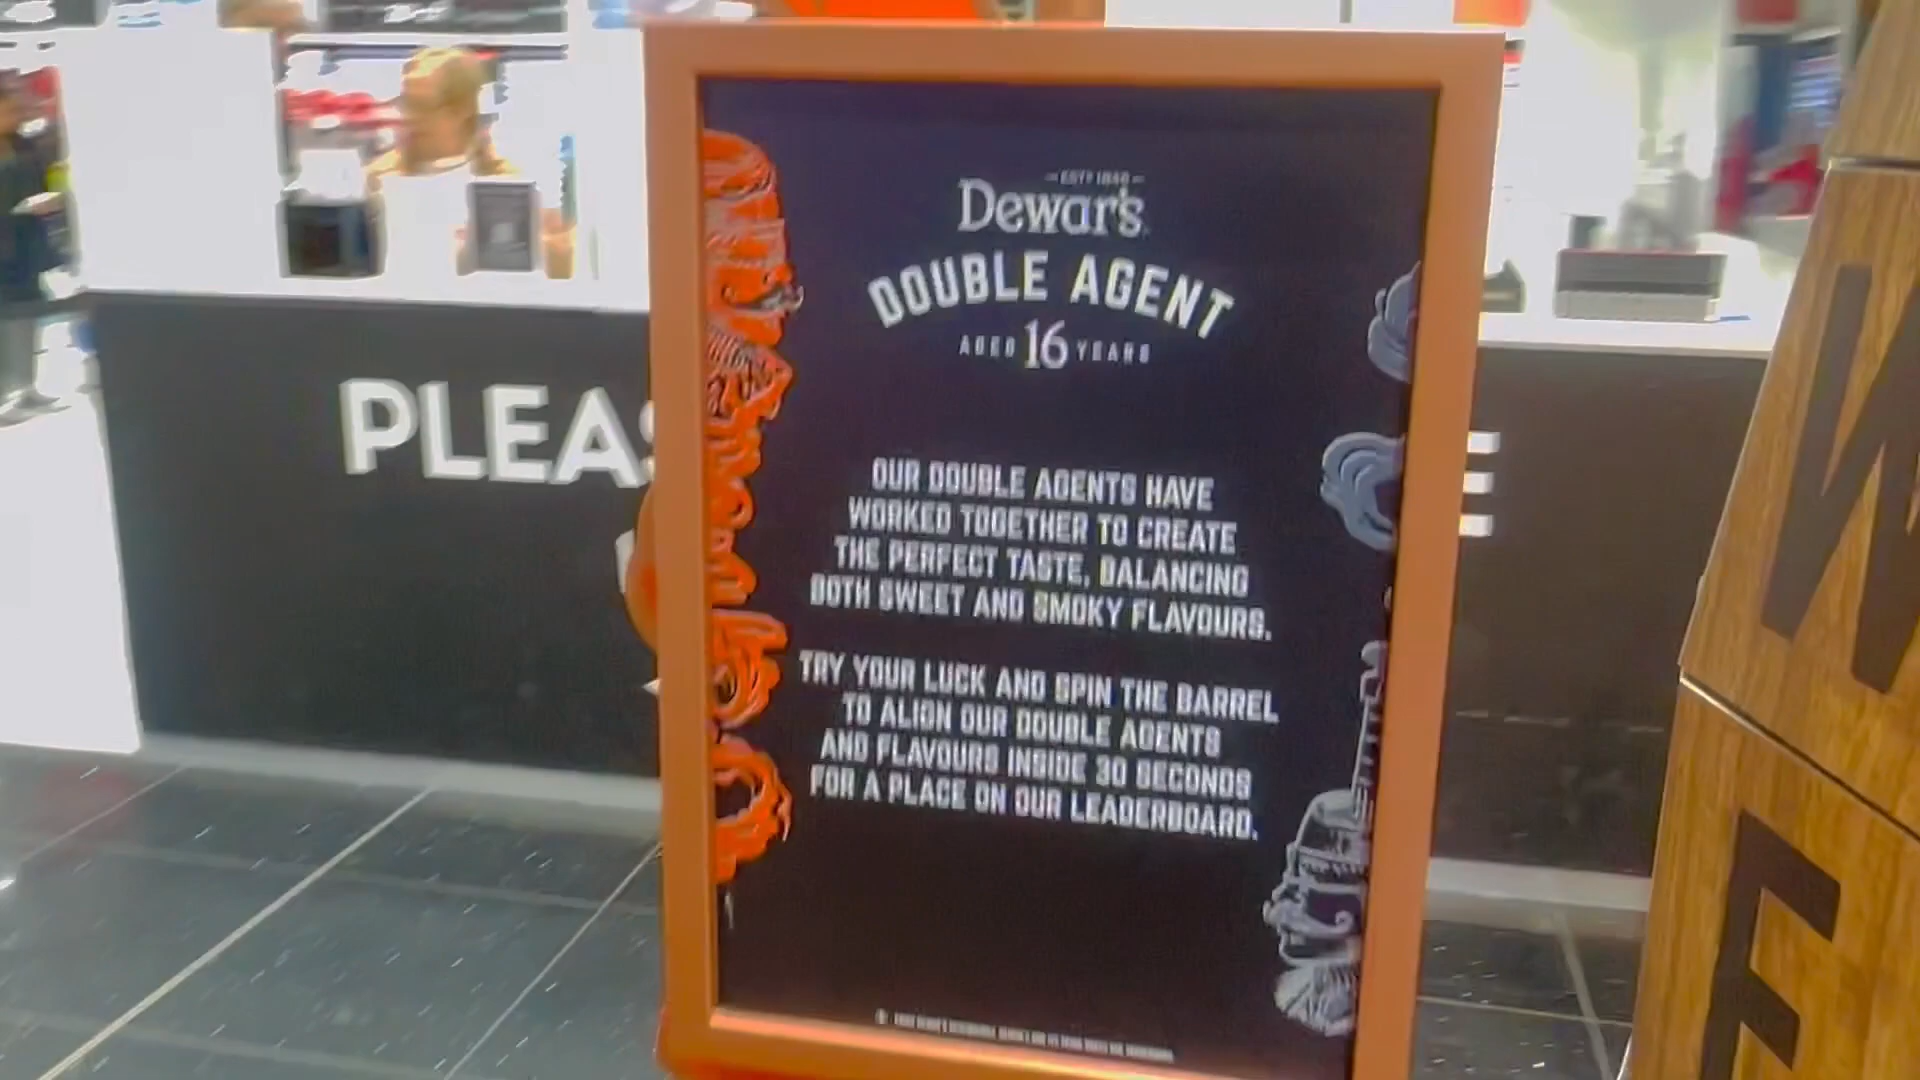 ESTD 1846
Dewar's
DOUBLE AGENT
AGED 16 YEARS
OUR DOUBLE AGENTS HAVE
WORKED TOGETHER TO CREATE
THE PERFECT TASTE, BALANCING
BOTH SWEET AND SMOKY FLAVOURS.
TRY YOUR LUCK AND SPIN THE BARREL
TO ALIGN OUR DOUBLE AGENTS
AND FLAVOURS INSIDE 30 SECONDS
FOR A PLACE ON OUR LEADERBOARD.
PLEAS
E
W
F